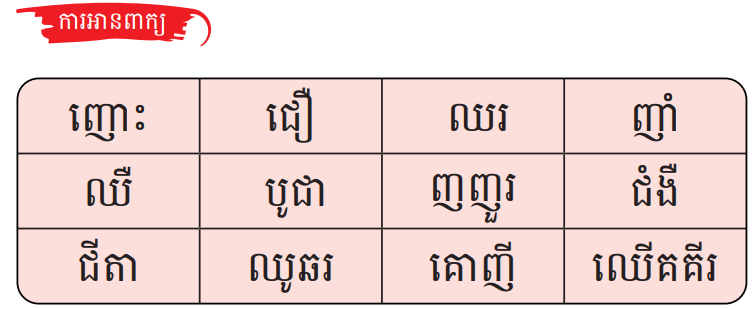 ការអានពាក្យ
ញោះ ជឿ ឈរ ញ៉ាំ
ឈឺ បូជា ញញួរ ជំងឺ
ជីតា ឈូឆរ គោញី ឈើគគីរ